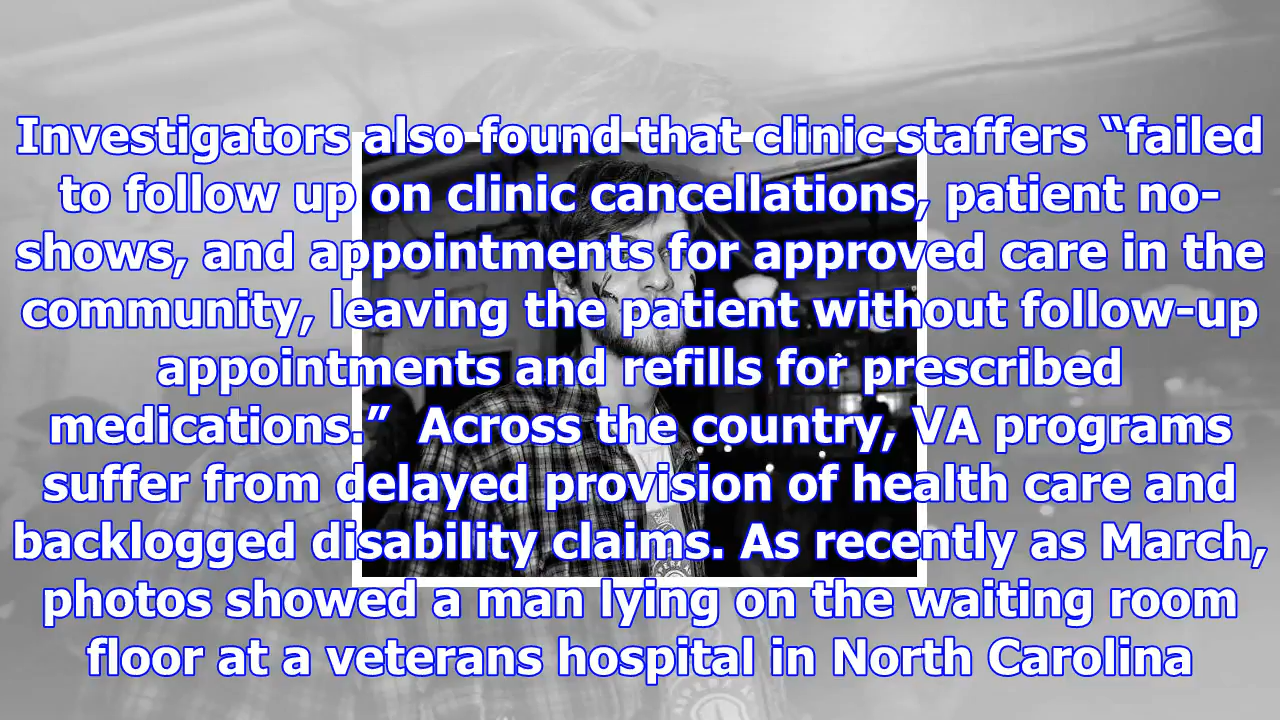 Investigators also found that clinic staffers “failed
to follow up on clinic cancellations, patient no-
shows, and appointments for approved care in the
community, leaving the patient without follow-up
appointments and refills for prescribed
medications.”  Across the country, VA programs
suffer from delayed provision of health care and
backlogged disability claims. As recently as March,
photos showed a man lying on the waiting room
floor at a veterans hospital in North Carolina